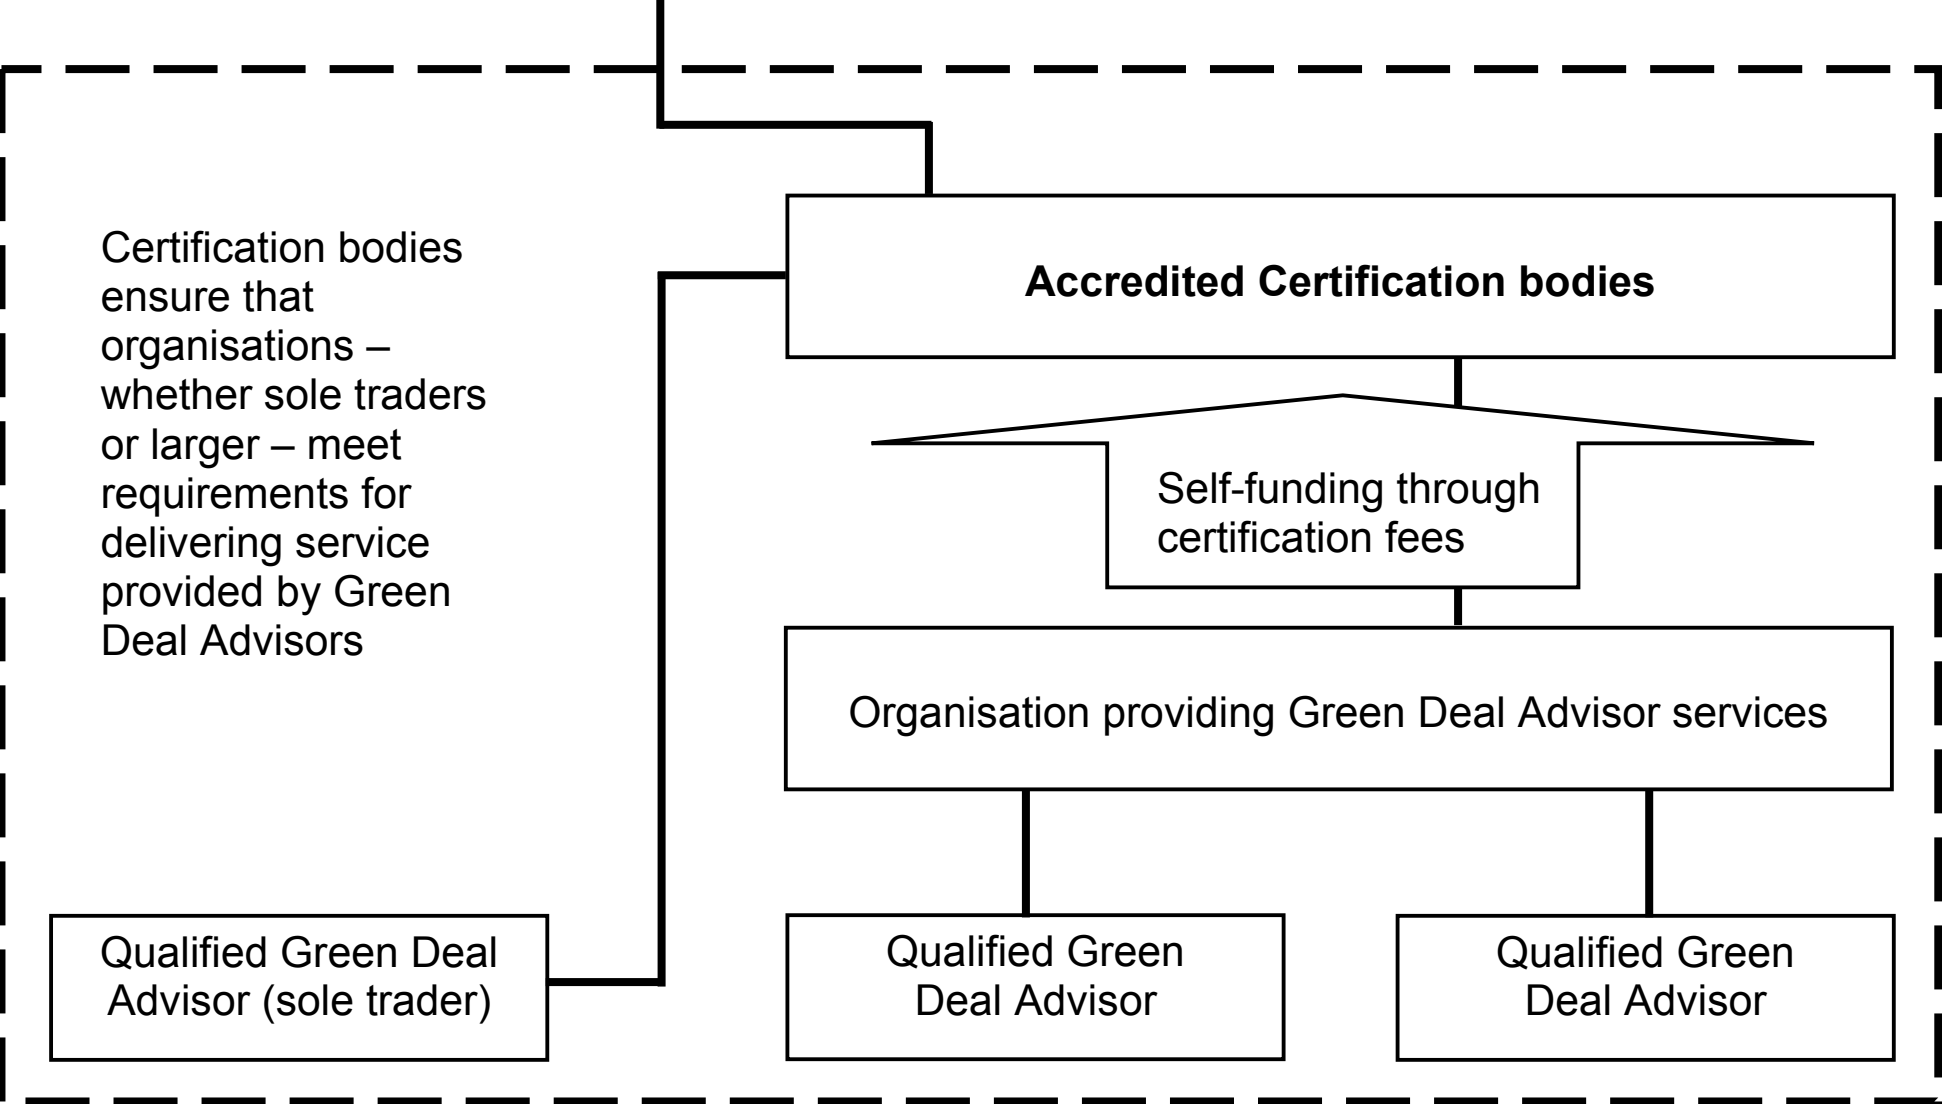 Certification bodies
ensure that
organisations –
whether sole traders
or larger – meet
requirements for
delivering service
provided by Green
Deal Advisors
Accredited Certification bodies
Self-funding through
certification fees
Organisation providing Green Deal Advisor services
Qualified Green Deal
Advisor (sole trader)
Qualified Green
Deal Advisor
Qualified Green
Deal Advisor